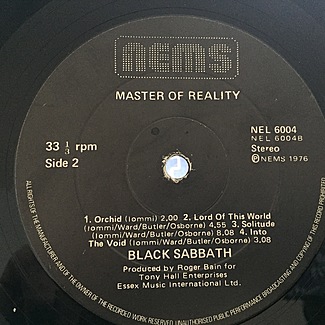 nems
MASTER OF REALITY
33 1/3 rpm
Side 2
NEL 6004
NEL 6004B
Stereo
Ⓟ NEMS 1976
1. Orchid (Iommi) 2,00 2. Lord Of This World
(Iommi/Ward/Butler/Osborne) 4,55 3. Solitude
(Iommi/Ward/Butler/Osborne) 8,08 4. Into
The Void (Iommi/Ward/Butler/Osborne) 3,08
BLACK SABBATH
Produced by Roger Bain for
Tony Hall Enterprises
Essex Music International Ltd.
ALL RIGHTS OF THE MANUFACTURER AND OF THE OWNER OF THE RECORDED WORK RESERVED. UNAUTHORISED PUBLIC PERFORMANCE BROADCASTING AND COPYING OF THIS RECORD